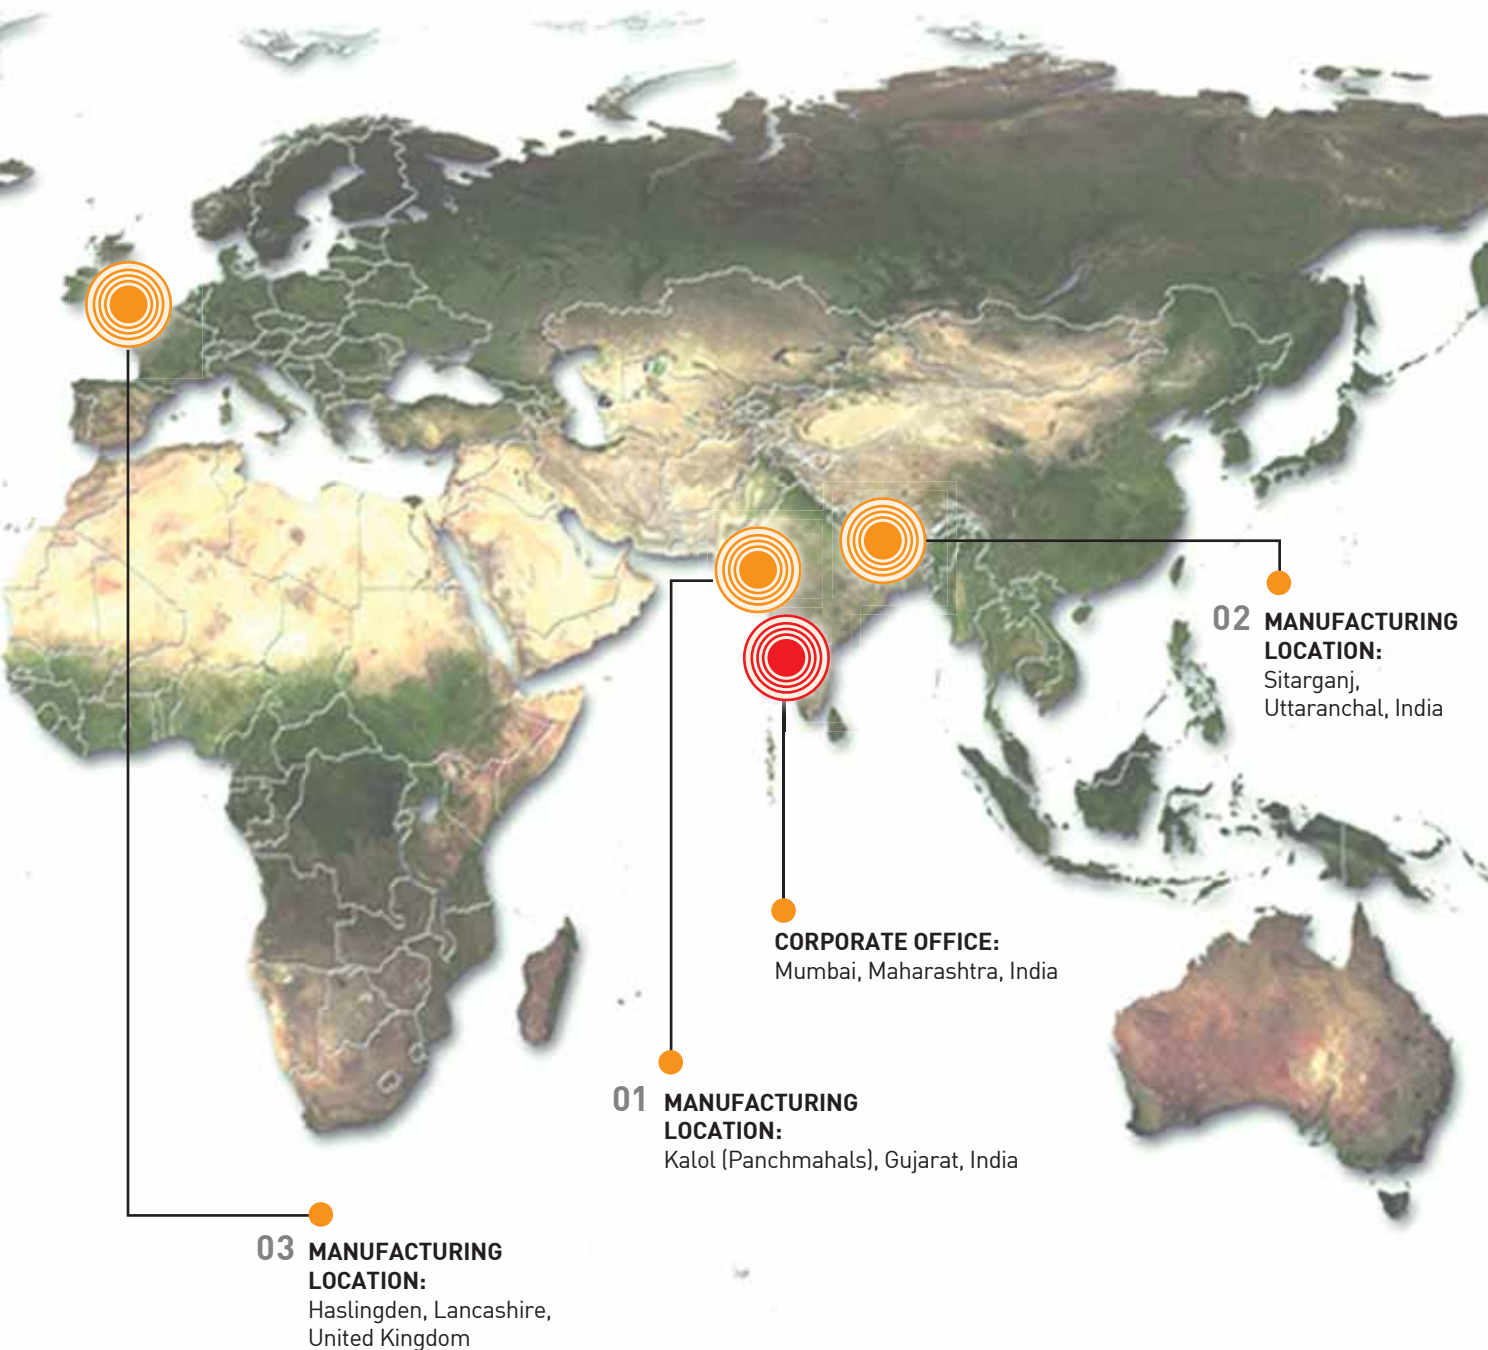 02 MANUFACTURING
LOCATION:
Sitarganj,
Uttaranchal, India
CORPORATE OFFICE:
Mumbai, Maharashtra, India
01 MANUFACTURING
LOCATION:
Kalol (Panchmahals), Gujarat, India
03 MANUFACTURING
LOCATION:
Haslingden, Lancashire,
United Kingdom